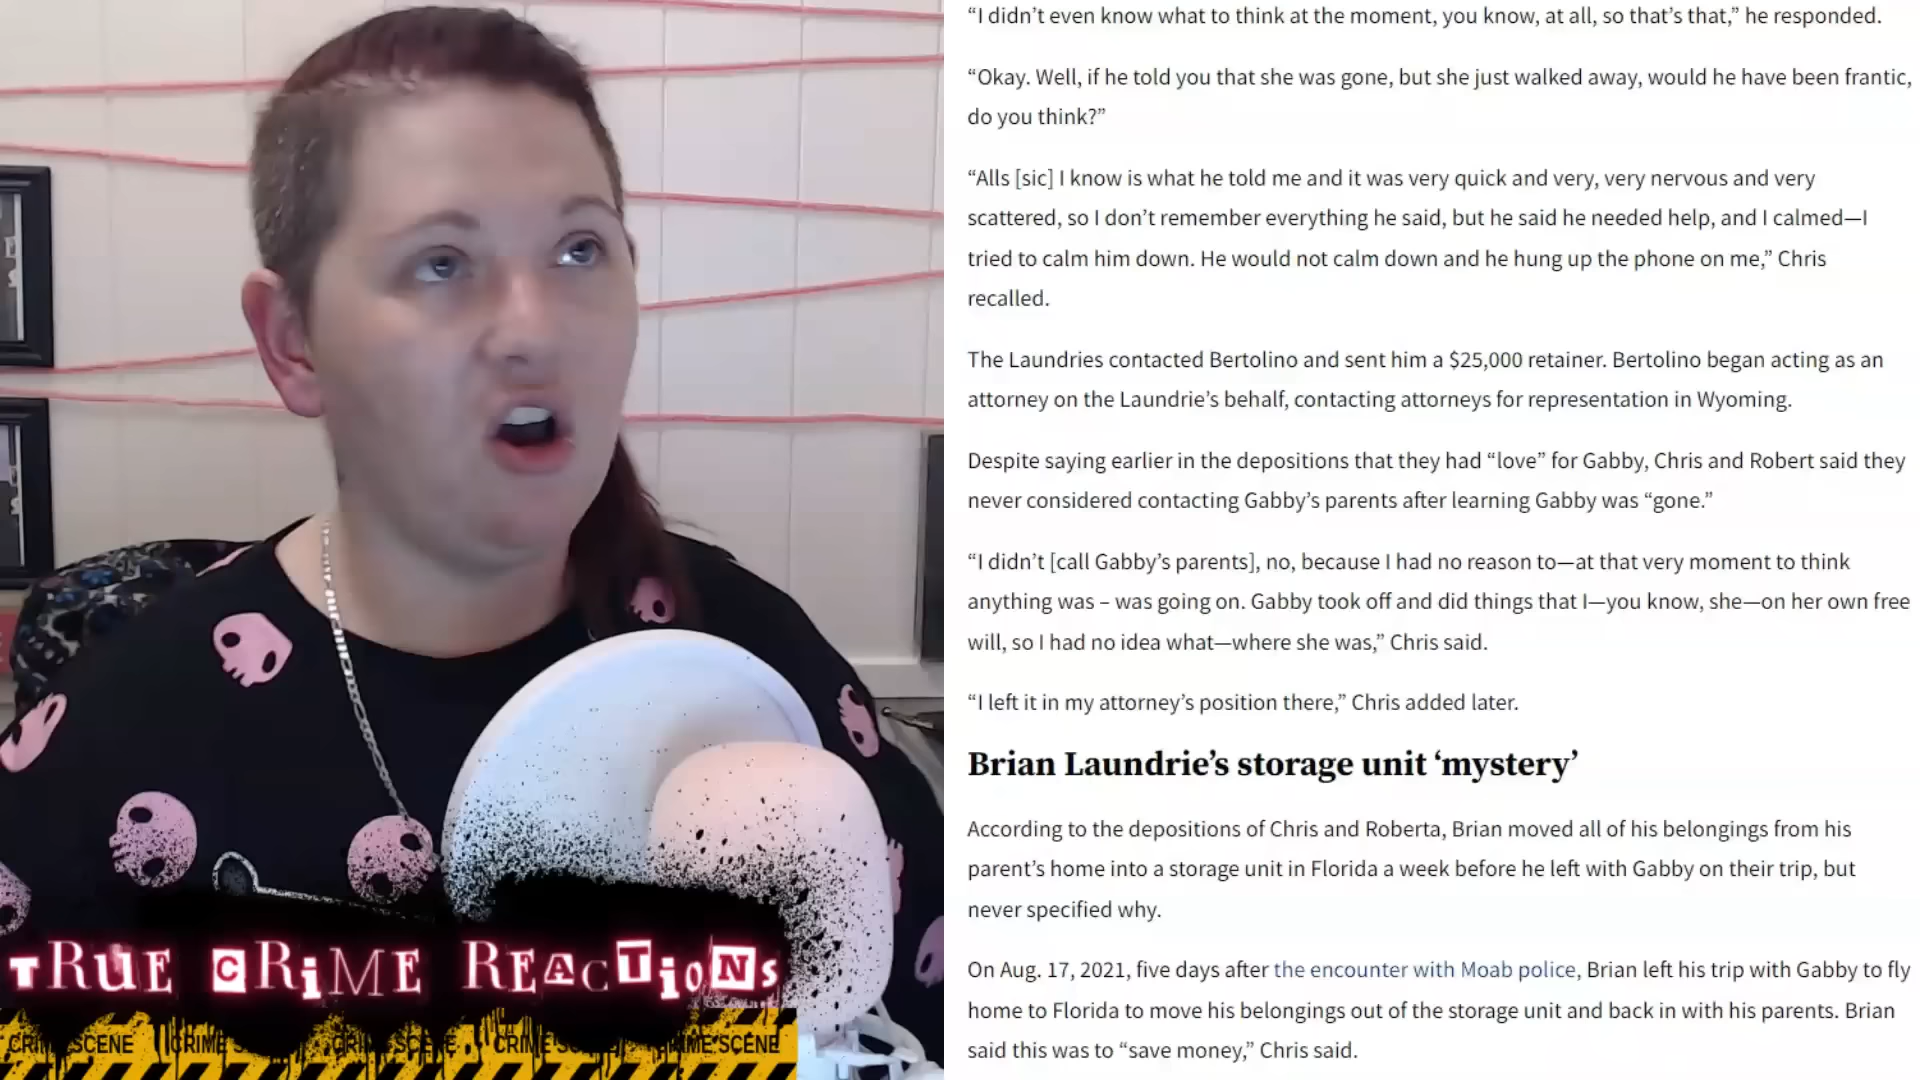 “I didn’t even know what to think at the moment, you know, at all, so that’s that,” he responded.
“Okay. Well, if he told you that she was gone, but she just walked away, would he have been frantic,
do you think?”
“Alls [sic] I know is what he told me and it was very quick and very, very nervous and very
scattered, so I don’t remember everything he said, but he said he needed help, and I calmed—I
tried to calm him down. He would not calm down and he hung up the phone on me,” Chris
recalled.
The Laundries contacted Bertolino and sent him a $25,000 retainer. Bertolino began acting as an
attorney on the Laundrie’s behalf, contacting attorneys for representation in Wyoming.
Despite saying earlier in the depositions that they had “love” for Gabby, Chris and Robert said they
never considered contacting Gabby’s parents after learning Gabby was “gone.”
“I didn’t [call Gabby’s parents], no, because I had no reason to—at that very moment to think
anything was – was going on. Gabby took off and did things that I—you know, she—on her own free
will, so I had no idea what—where she was,” Chris said.
“I left it in my attorney’s position there,” Chris added later.
Brian Laundrie’s storage unit ‘mystery’
According to the depositions of Chris and Roberta, Brian moved all of his belongings from his
parent’s home into a storage unit in Florida a week before he left with Gabby on their trip, but
never specified why.
On Aug. 17, 2021, five days after the encounter with Moab police, Brian left his trip with Gabby to fly
home to Florida to move his belongings out of the storage unit and back in with his parents. Brian
said this was to “save money,” Chris said.
TRUE CRiME REACTiONs
CRIME SCENE CRIME SCENE CRIME SCENE CRIME SCENE CRIME SCENE